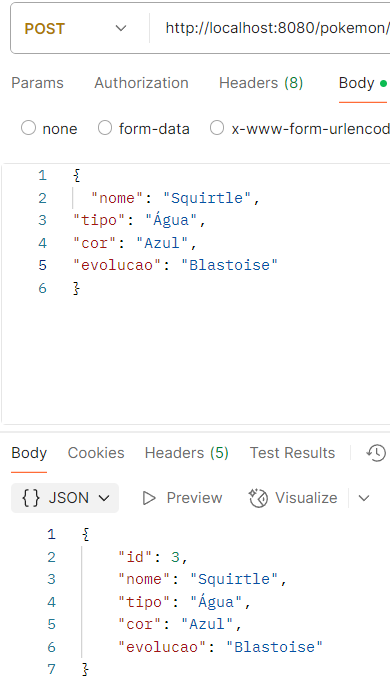 POST http://localhost:8080/pokemon/
Params Authorization Headers (8) Body
none form-data x-www-form-urlencod
1 {
2 "nome": "Squirtle",
3 "tipo": "Água",
4 "cor": "Azul",
5 "evolucao": "Blastoise"
6 }
Body Cookies Headers (5) Test Results
{} JSON Preview Visualize
1 {
2 "id": 3,
3 "nome": "Squirtle",
4 "tipo": "Água",
5 "cor": "Azul",
6 "evolucao": "Blastoise"
7 }